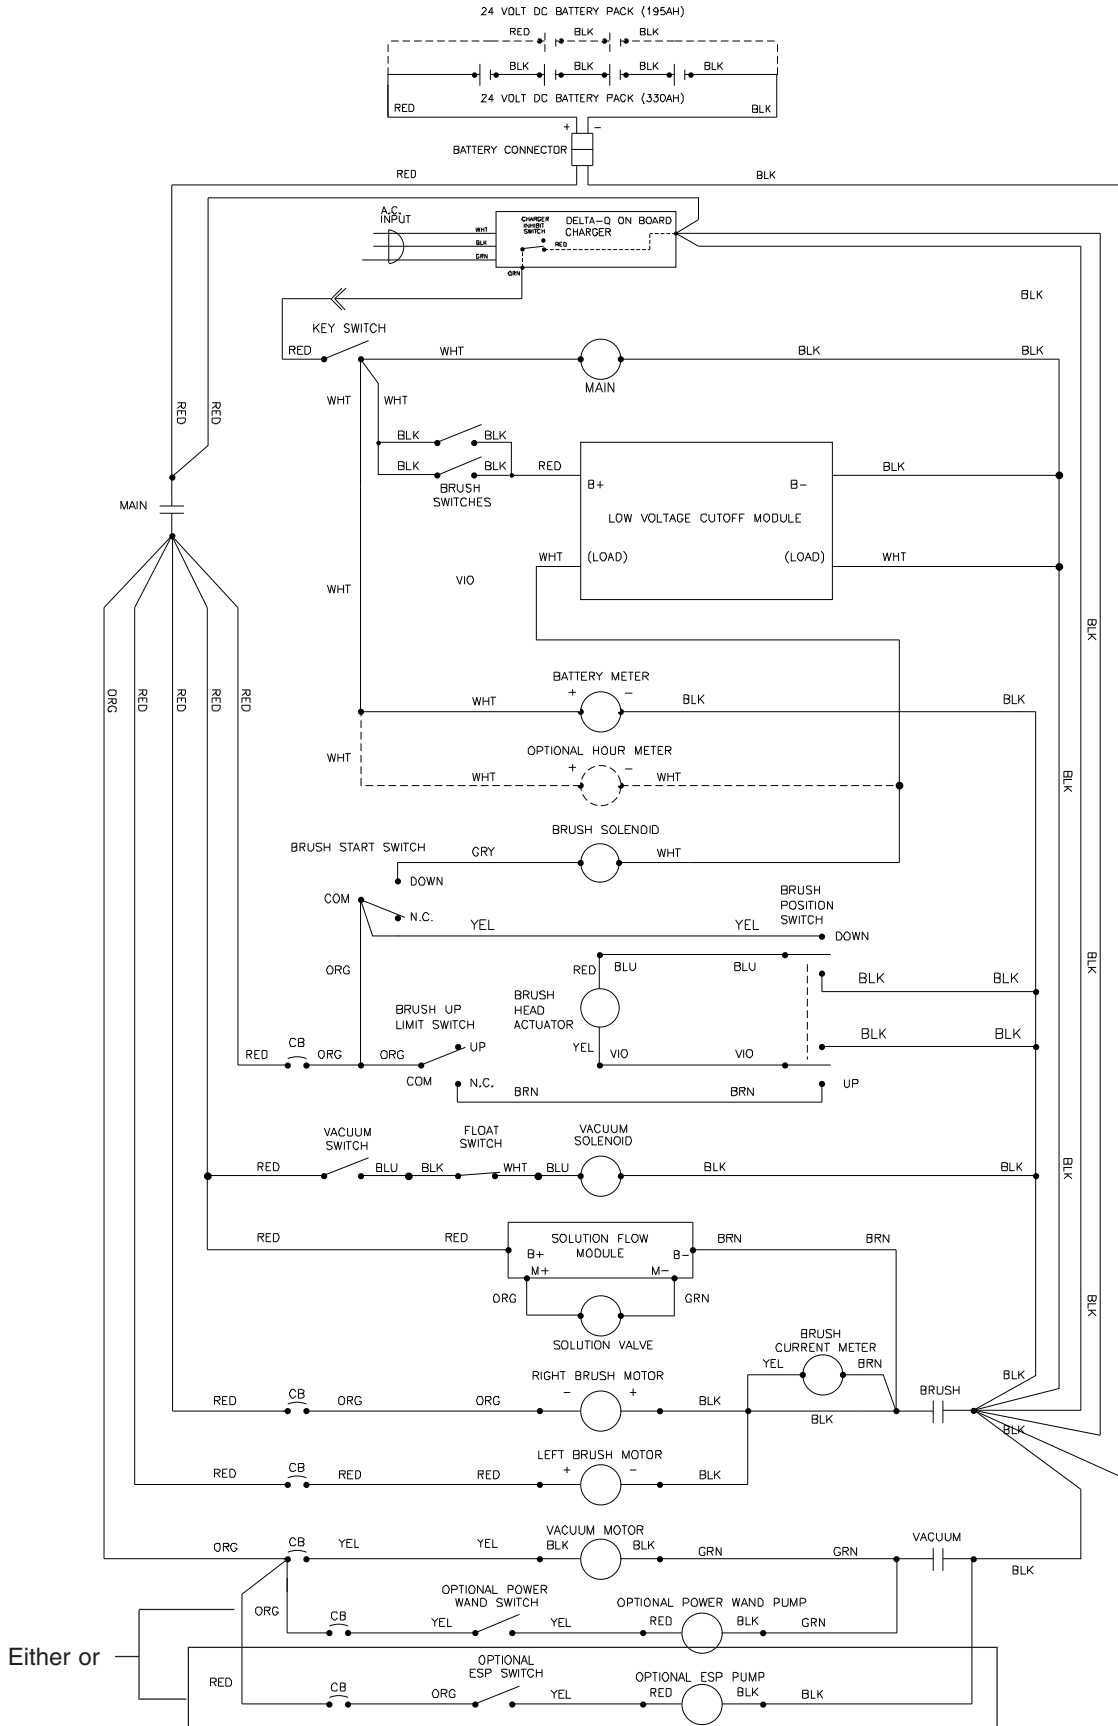 24 VOLT DC BATTERY PACK (195AH)
RED BLK BLK
BLK BLK BLK BLK
24 VOLT DC BATTERY PACK (330AH)
RED BLK
+ −
BATTERY CONNECTOR
RED BLK
A.C. INPUT
WHT
BLK
GRN
CHARGER INHIBIT SWITCH
DELTA-Q ON BOARD CHARGER
RED
GRN
BLK
KEY SWITCH
RED WHT BLK BLK
MAIN
RED RED
WHT WHT
BLK BLK
BLK BLK RED
BRUSH SWITCHES
B+ B−
BLK
LOW VOLTAGE CUTOFF MODULE
MAIN
WHT (LOAD) (LOAD) WHT
VIO
WHT
BLK
ORG RED RED RED RED
BATTERY METER
WHT + − BLK BLK
OPTIONAL HOUR METER
WHT
WHT + − WHT
BLK
BRUSH SOLENOID
BRUSH START SWITCH
GRY WHT
DOWN
COM
N.C.
BRUSH POSITION SWITCH
YEL YEL
DOWN
ORG
RED BLU BLU
BLK BLK
BLK
BRUSH HEAD ACTUATOR
BRUSH UP LIMIT SWITCH
BLK BLK
RED CB ORG ORG
UP
YEL VIO VIO
COM N.C.
UP
BRN BRN
VACUUM SWITCH
FLOAT SWITCH
VACUUM SOLENOID
RED BLU BLK WHT BLU BLK BLK
BLK
RED RED
SOLUTION FLOW MODULE
B+ B−
M+ M−
BRN BRN
ORG GRN
SOLUTION VALVE
BLK
BRUSH CURRENT METER
YEL BRN
RIGHT BRUSH MOTOR
RED CB ORG ORG − + BLK BLK
BRUSH
BLK
BLK
LEFT BRUSH MOTOR
RED CB RED RED + − BLK
VACUUM MOTOR
ORG CB YEL YEL BLK BLK GRN GRN
VACUUM
BLK
OPTIONAL POWER WAND SWITCH
OPTIONAL POWER WAND PUMP
ORG CB YEL YEL RED BLK GRN
Either or
OPTIONAL ESP SWITCH
OPTIONAL ESP PUMP
RED CB ORG YEL RED BLK BLK